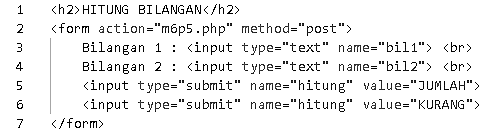 1 <h2>HITUNG BILANGAN</h2>
2 <form action="m6p5.php" method="post">
3 Bilangan 1 : <input type="text" name="bil1"> <br>
4 Bilangan 2 : <input type="text" name="bil2"> <br>
5 <input type="submit" name="hitung" value="JUMLAH">
6 <input type="submit" name="hitung" value="KURANG">
7 </form>